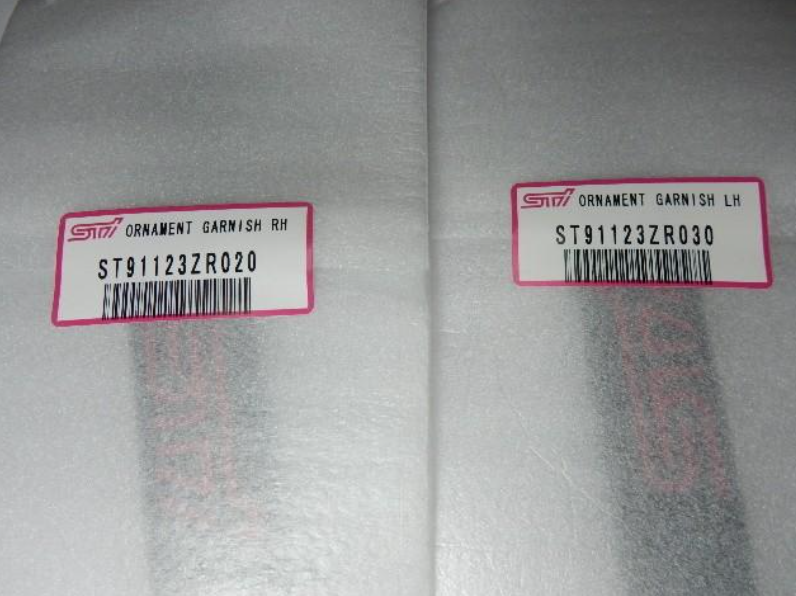 STI ORNAMENT GARNISH RH
ST91123ZR020
STI ORNAMENT GARNISH LH
ST91123ZR030